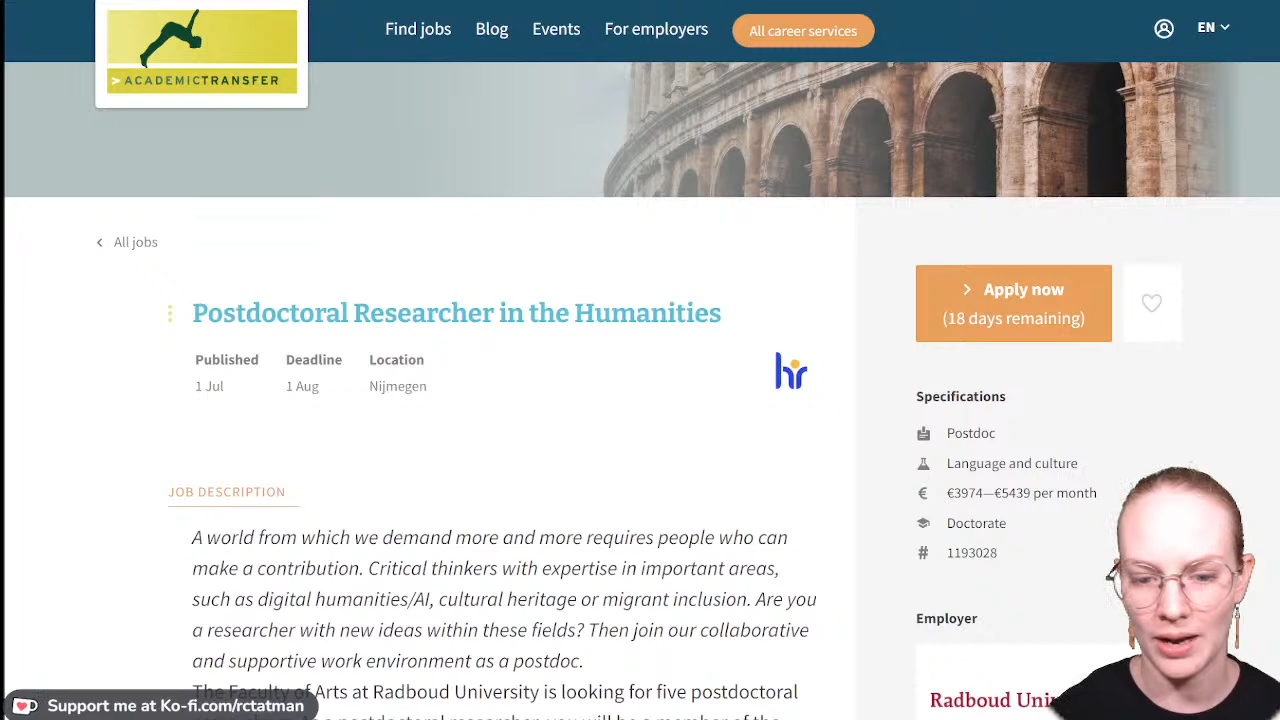 Find jobs
Blog
Events
For employers
All career services
EN
> ACADEMICTRANSFER
All jobs
Postdoctoral Researcher in the Humanities
Published
Deadline
Location
1 Jul
1 Aug
Nijmegen
hr
JOB DESCRIPTION
A world from which we demand more and more requires people who can
make a contribution. Critical thinkers with expertise in important areas,
such as digital humanities/AI, cultural heritage or migrant inclusion. Are you
a researcher with new ideas within these fields? Then join our collaborative
and supportive work environment as a postdoc.
The Faculty of Arts at Radboud University is looking for five postdoctoral
Support me at Ko-fi.com/rctatman
Apply now
(18 days remaining)
Specifications
Postdoc
Language and culture
€3974—€5439 per month
Doctorate
# 1193028
Employer
Radboud